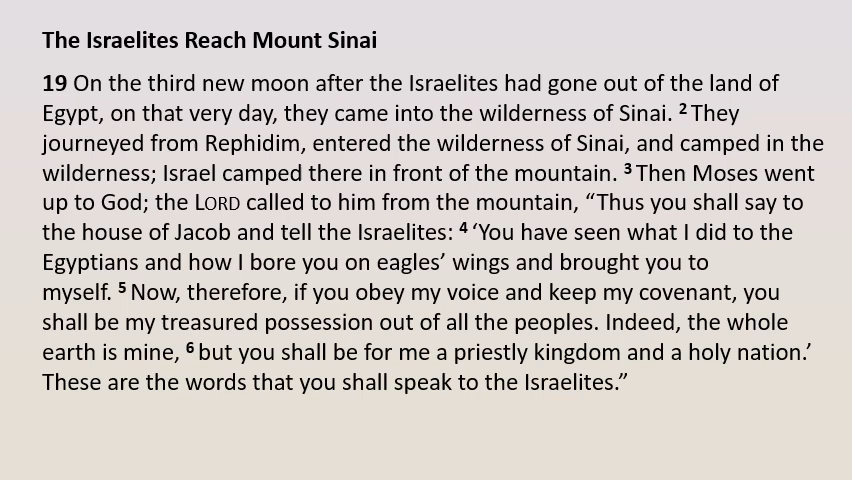 The Israelites Reach Mount Sinai
19 On the third new moon after the Israelites had gone out of the land of
Egypt, on that very day, they came into the wilderness of Sinai. 2 They
journeyed from Rephidim, entered the wilderness of Sinai, and camped in the
wilderness; Israel camped there in front of the mountain. 3 Then Moses went
up to God; the LORD called to him from the mountain, “Thus you shall say to
the house of Jacob and tell the Israelites: 4 ‘You have seen what I did to the
Egyptians and how I bore you on eagles’ wings and brought you to
myself. 5 Now, therefore, if you obey my voice and keep my covenant, you
shall be my treasured possession out of all the peoples. Indeed, the whole
earth is mine, 6 but you shall be for me a priestly kingdom and a holy nation.’
These are the words that you shall speak to the Israelites.”